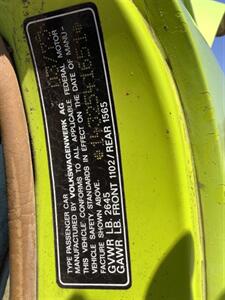 TYPE PASSENGER CAR
MANUFACTURED BY VOLKSWAGENWERK AG MOTOR
THIS VEHICLE CONFORMS TO ALL APPLICABLE FEDERAL MOTOR
VEHICLE SAFETY STANDARDS IN EFFECT ON THE DATE OF MANU-
FACTURE SHOWN ABOVE.
GVWR LB. 2645
GAWR LB. FRONT 1102 / REAR 1565